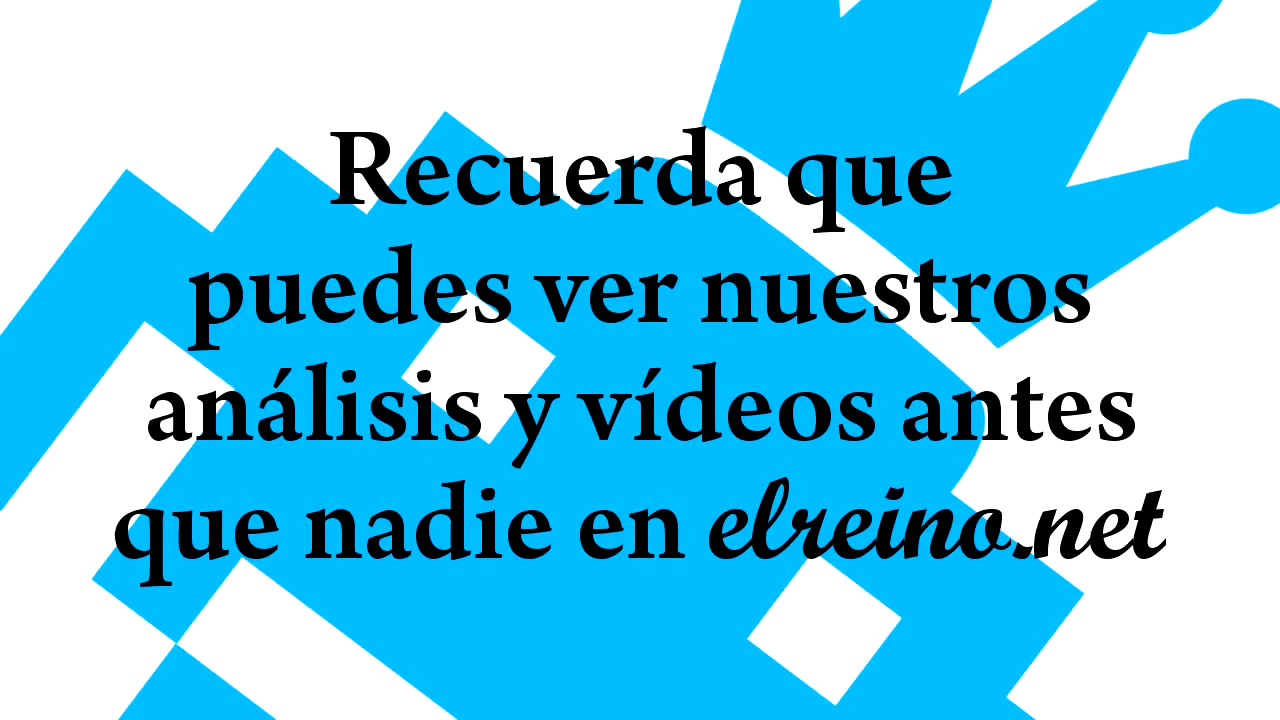 Recuerda que
puedes ver nuestros
análisis y vídeos antes
que nadie en elreino.net